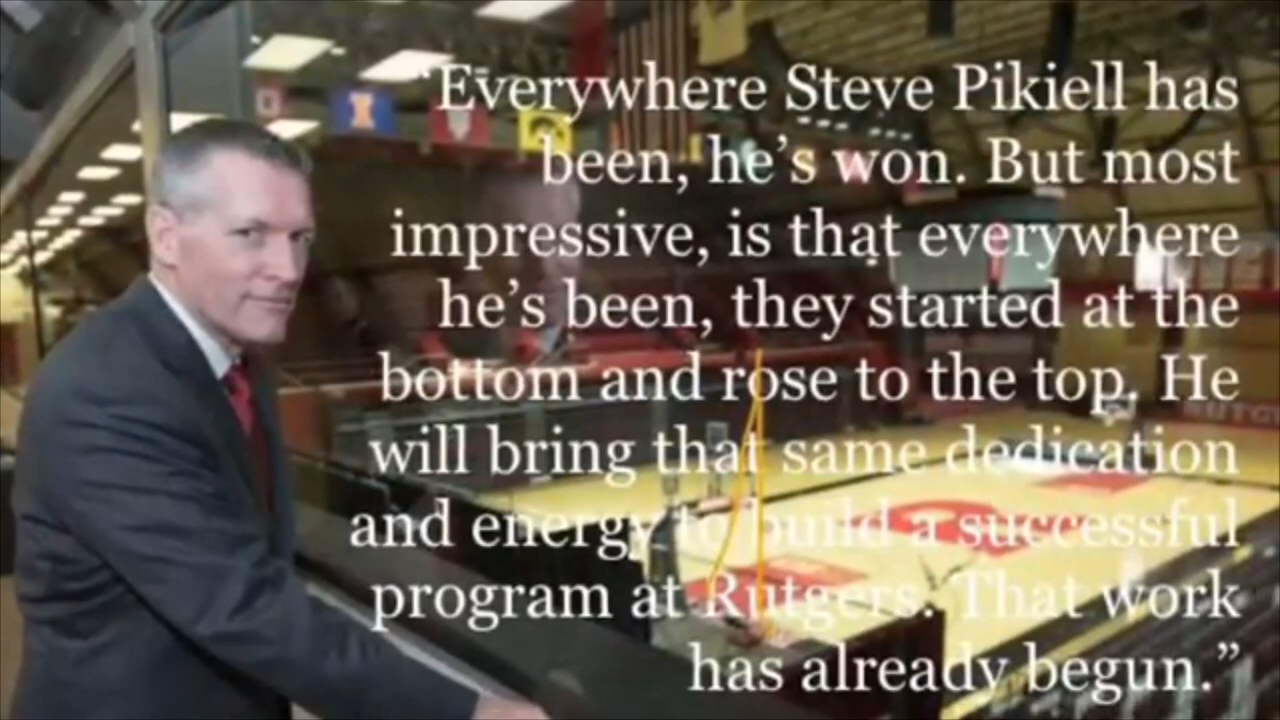 “Everywhere Steve Pikiell has
been, he’s won. But most
impressive, is that everywhere
he’s been, they started at the
bottom and rose to the top. He
will bring that same dedication
and energy to build a successful
program at Rutgers. That work
has already begun.”